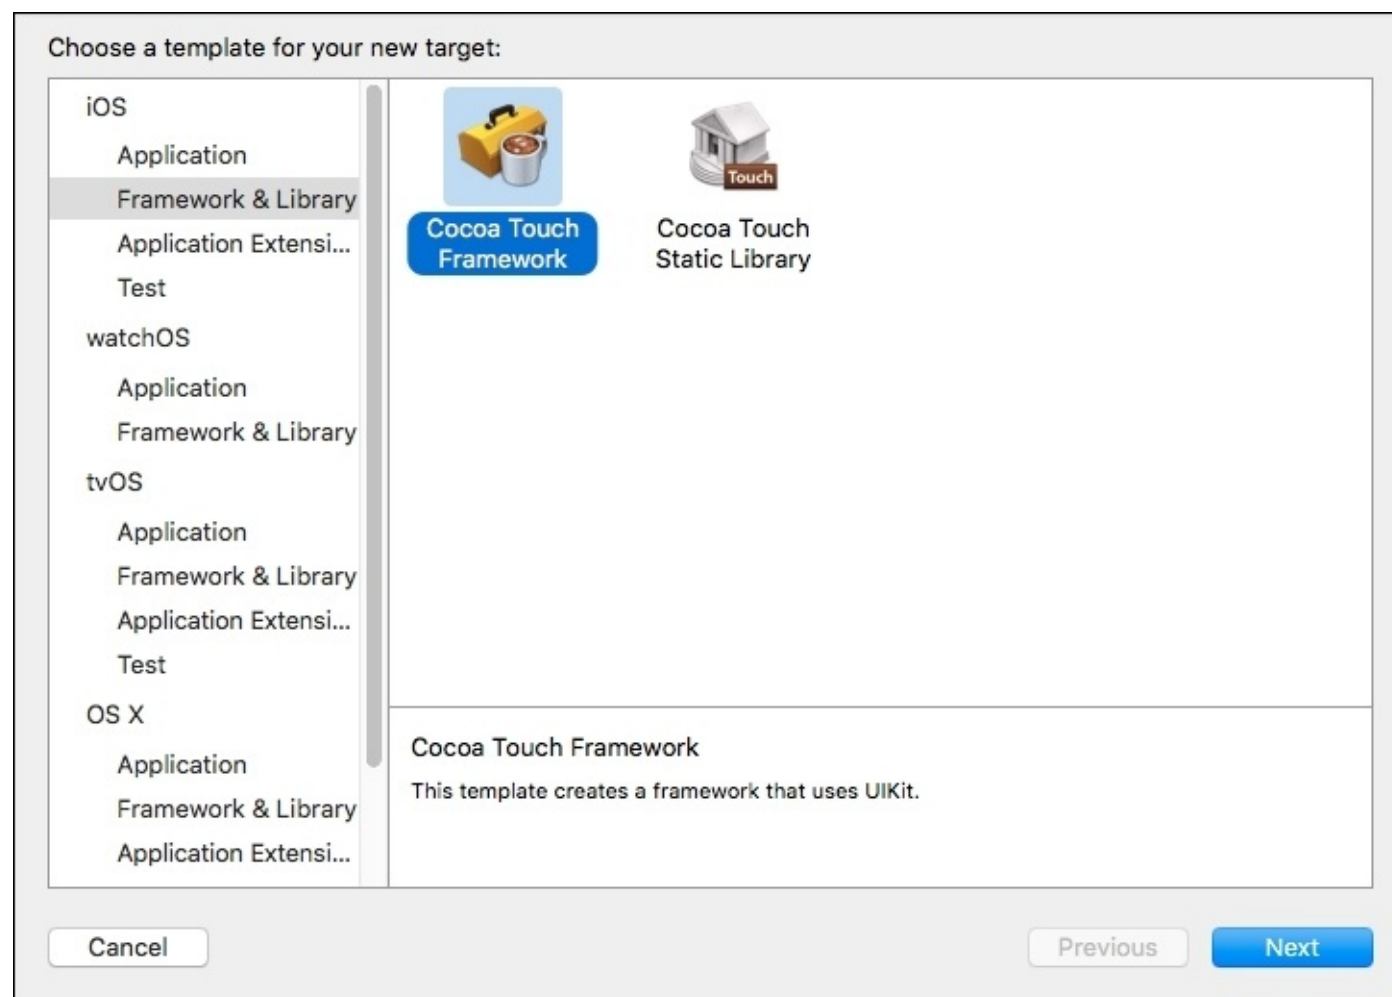 Choose a template for your new target:
iOS
Application
Framework & Library
Application Extensi...
Test
watchOS
Application
Framework & Library
tvOS
Application
Framework & Library
Application Extensi...
Test
OS X
Application
Framework & Library
Application Extensi...
Touch
Cocoa Touch
Framework
Cocoa Touch
Static Library
Cocoa Touch Framework
This template creates a framework that uses UIKit.
Cancel
Previous
Next